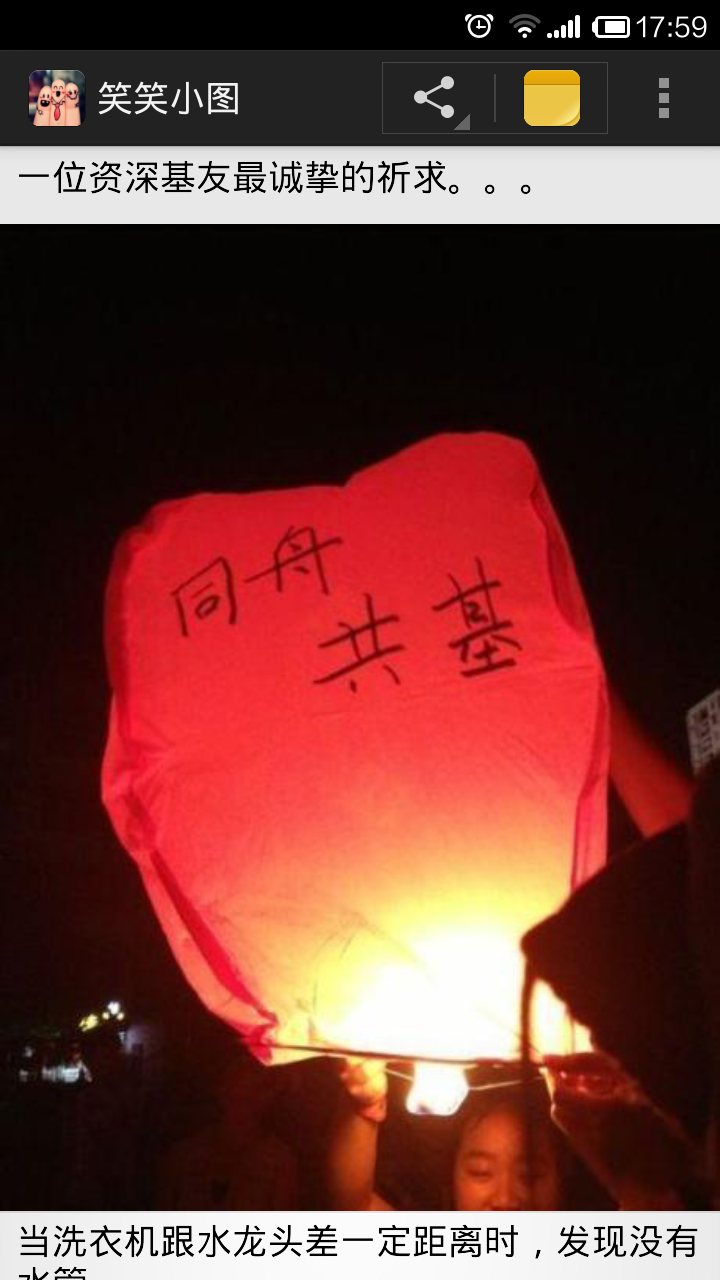 17:59
笑笑小图
一位资深基友最诚挚的祈求。。。
同舟
共基
当洗衣机跟水龙头差一定距离时，发现没有
水管